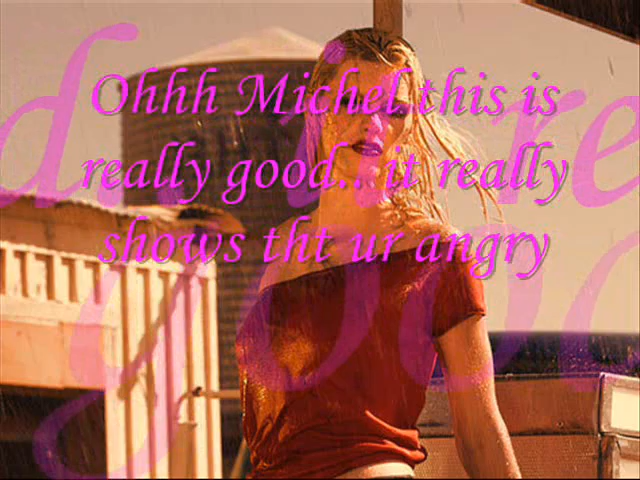 Ohhh Michel this is
really good.. it really
shows tht ur angry